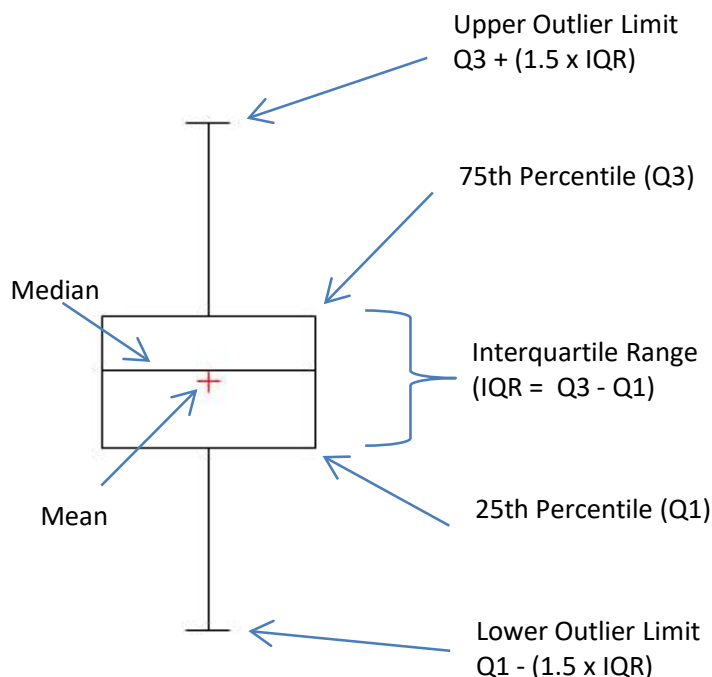 Upper Outlier Limit
Q3 + (1.5 x IQR)
75th Percentile (Q3)
Median
Interquartile Range
(IQR = Q3 - Q1)
25th Percentile (Q1)
Mean
Lower Outlier Limit
Q1 - (1.5 x IQR)